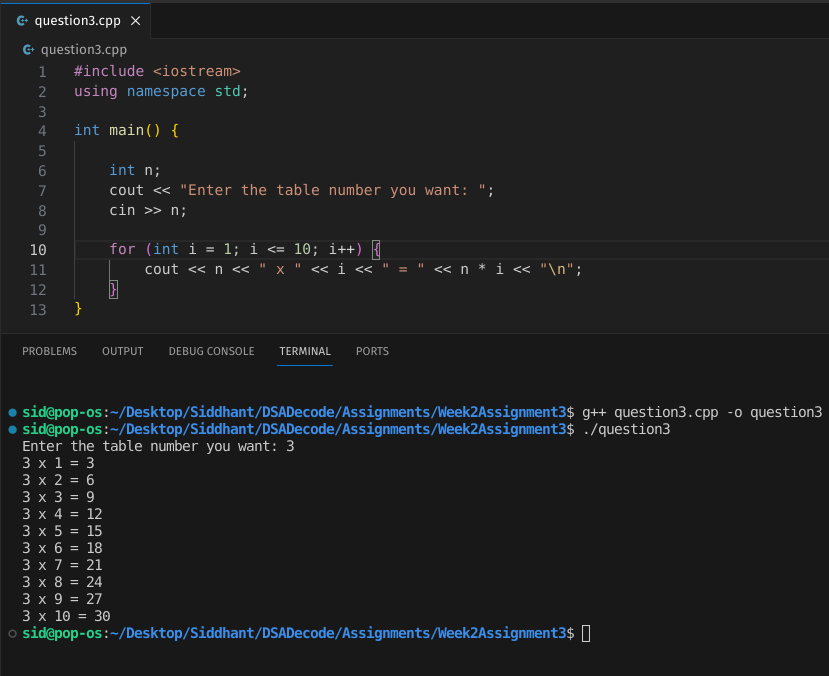 question3.cpp
question3.cpp
1 #include <iostream>
2 using namespace std;
3
4 int main() {
5
6     int n;
7     cout << "Enter the table number you want: ";
8     cin >> n;
9
10     for (int i = 1; i <= 10; i++) {
11         cout << n << " x " << i << " = " << n * i << "\n";
12     }
13 }
PROBLEMS OUTPUT DEBUG CONSOLE TERMINAL PORTS
sid@pop-os:~/Desktop/Siddhant/DSADecode/Assignments/Week2Assignment3$ g++ question3.cpp -o question3
sid@pop-os:~/Desktop/Siddhant/DSADecode/Assignments/Week2Assignment3$ ./question3
Enter the table number you want: 3
3 x 1 = 3
3 x 2 = 6
3 x 3 = 9
3 x 4 = 12
3 x 5 = 15
3 x 6 = 18
3 x 7 = 21
3 x 8 = 24
3 x 9 = 27
3 x 10 = 30
sid@pop-os:~/Desktop/Siddhant/DSADecode/Assignments/Week2Assignment3$